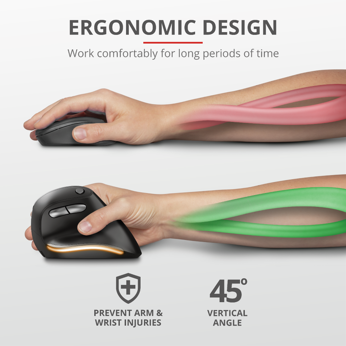 ERGONOMIC DESIGN
Work comfortably for long periods of time
PREVENT ARM &
WRIST INJURIES
45°
VERTICAL
ANGLE